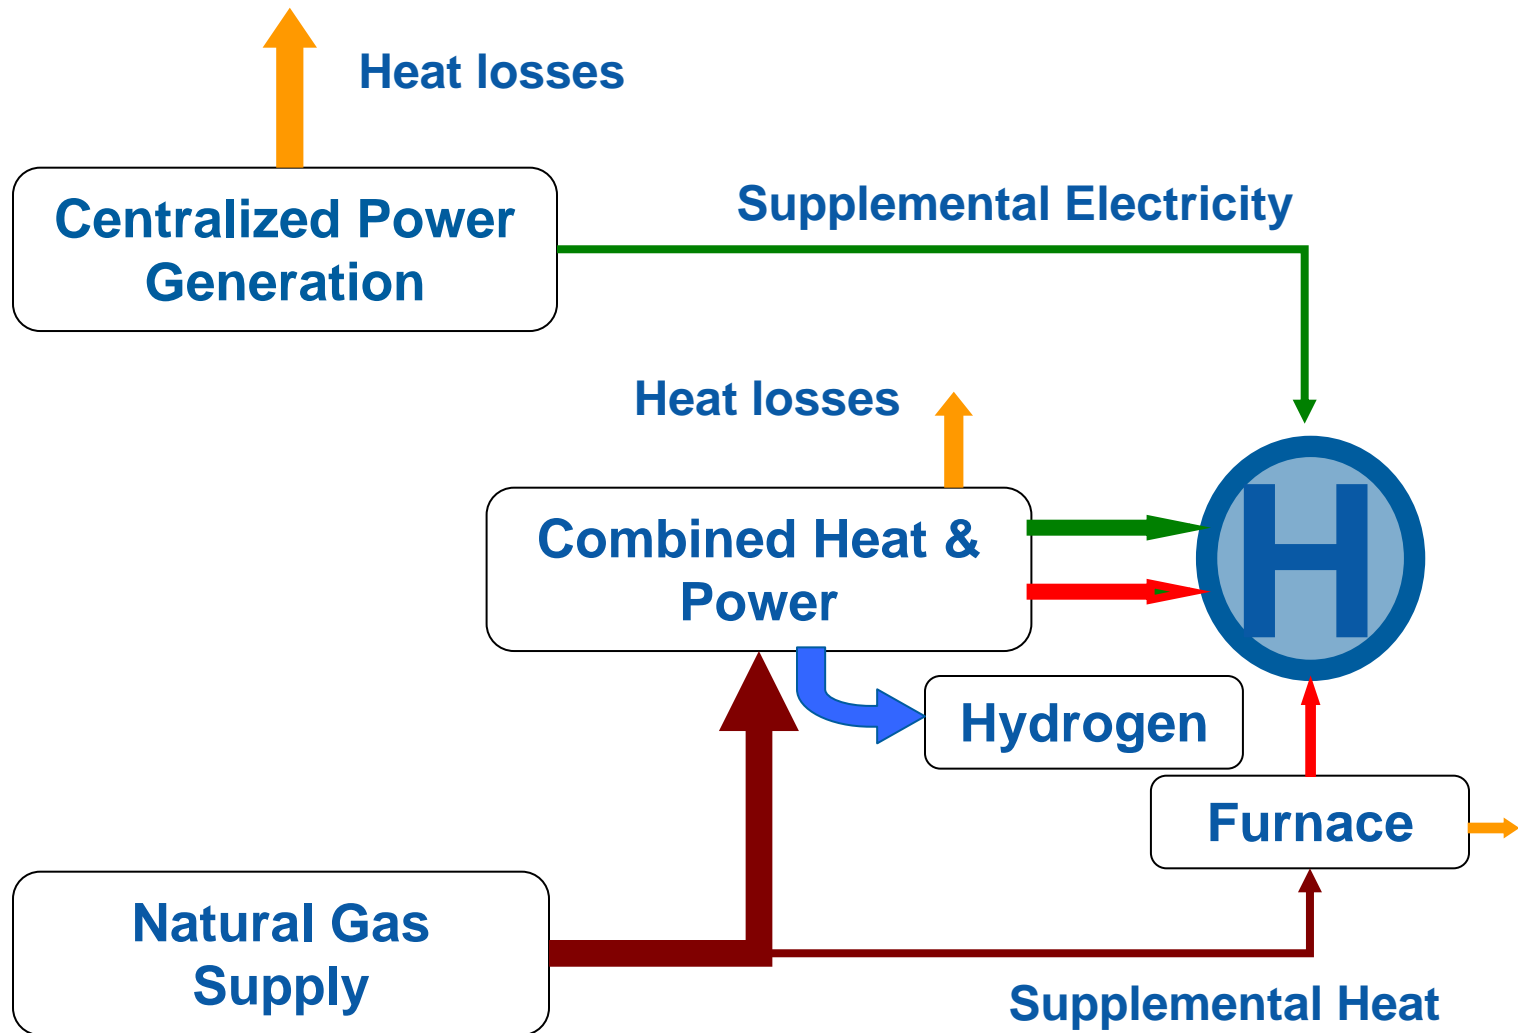 Heat losses
Centralized Power
Generation
Supplemental Electricity
Heat losses
Combined Heat &
Power
H
Hydrogen
Furnace
Natural Gas
Supply
Supplemental Heat